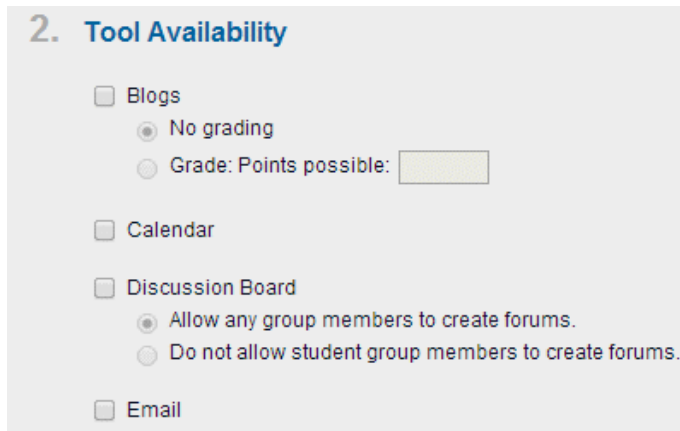 2. Tool Availability
Blogs
No grading
Grade: Points possible:
Calendar
Discussion Board
Allow any group members to create forums.
Do not allow student group members to create forums.
Email